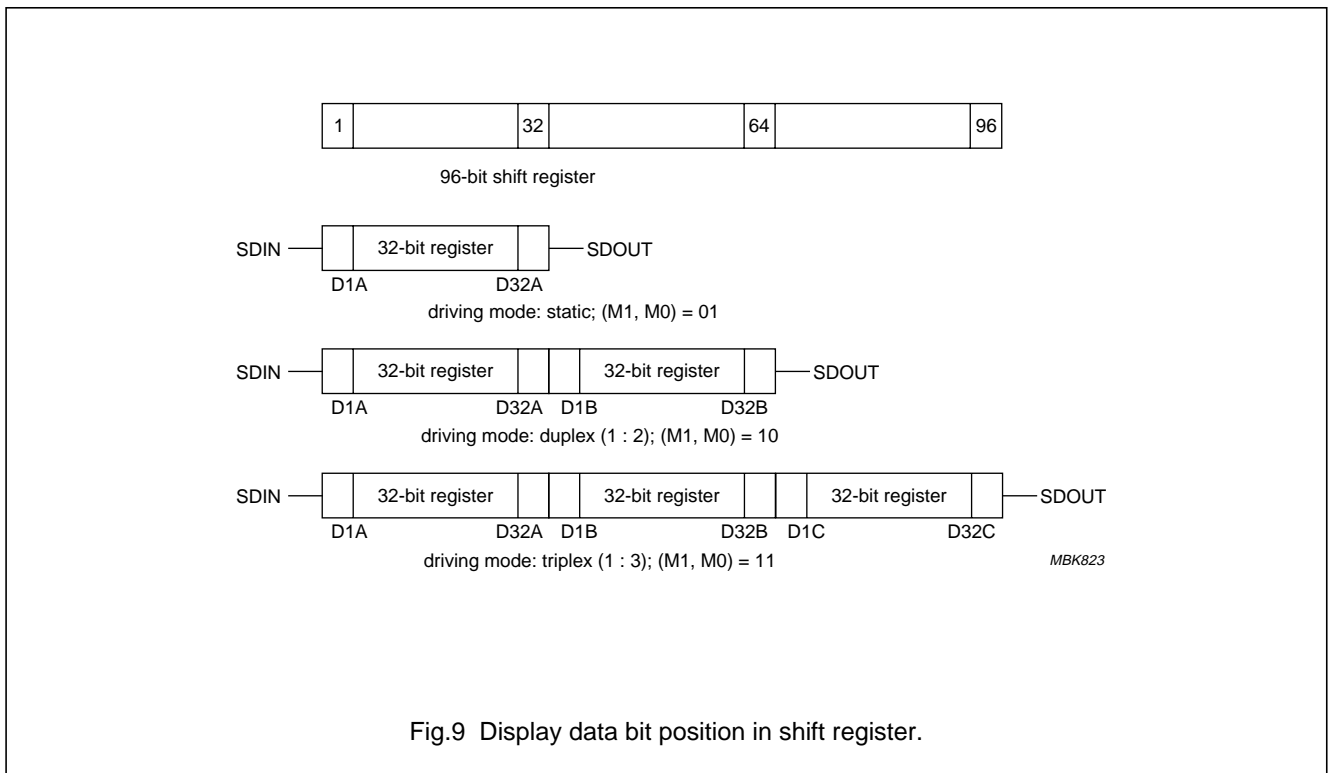 1 32 64 96
96-bit shift register
SDIN 32-bit register SDOUT
D1A D32A
driving mode: static; (M1, M0) = 01
SDIN 32-bit register 32-bit register SDOUT
D1A D32A D1B D32B
driving mode: duplex (1 : 2); (M1, M0) = 10
SDIN 32-bit register 32-bit register 32-bit register SDOUT
D1A D32A D1B D32B D1C D32C
driving mode: triplex (1 : 3); (M1, M0) = 11
MBK823
Fig.9 Display data bit position in shift register.